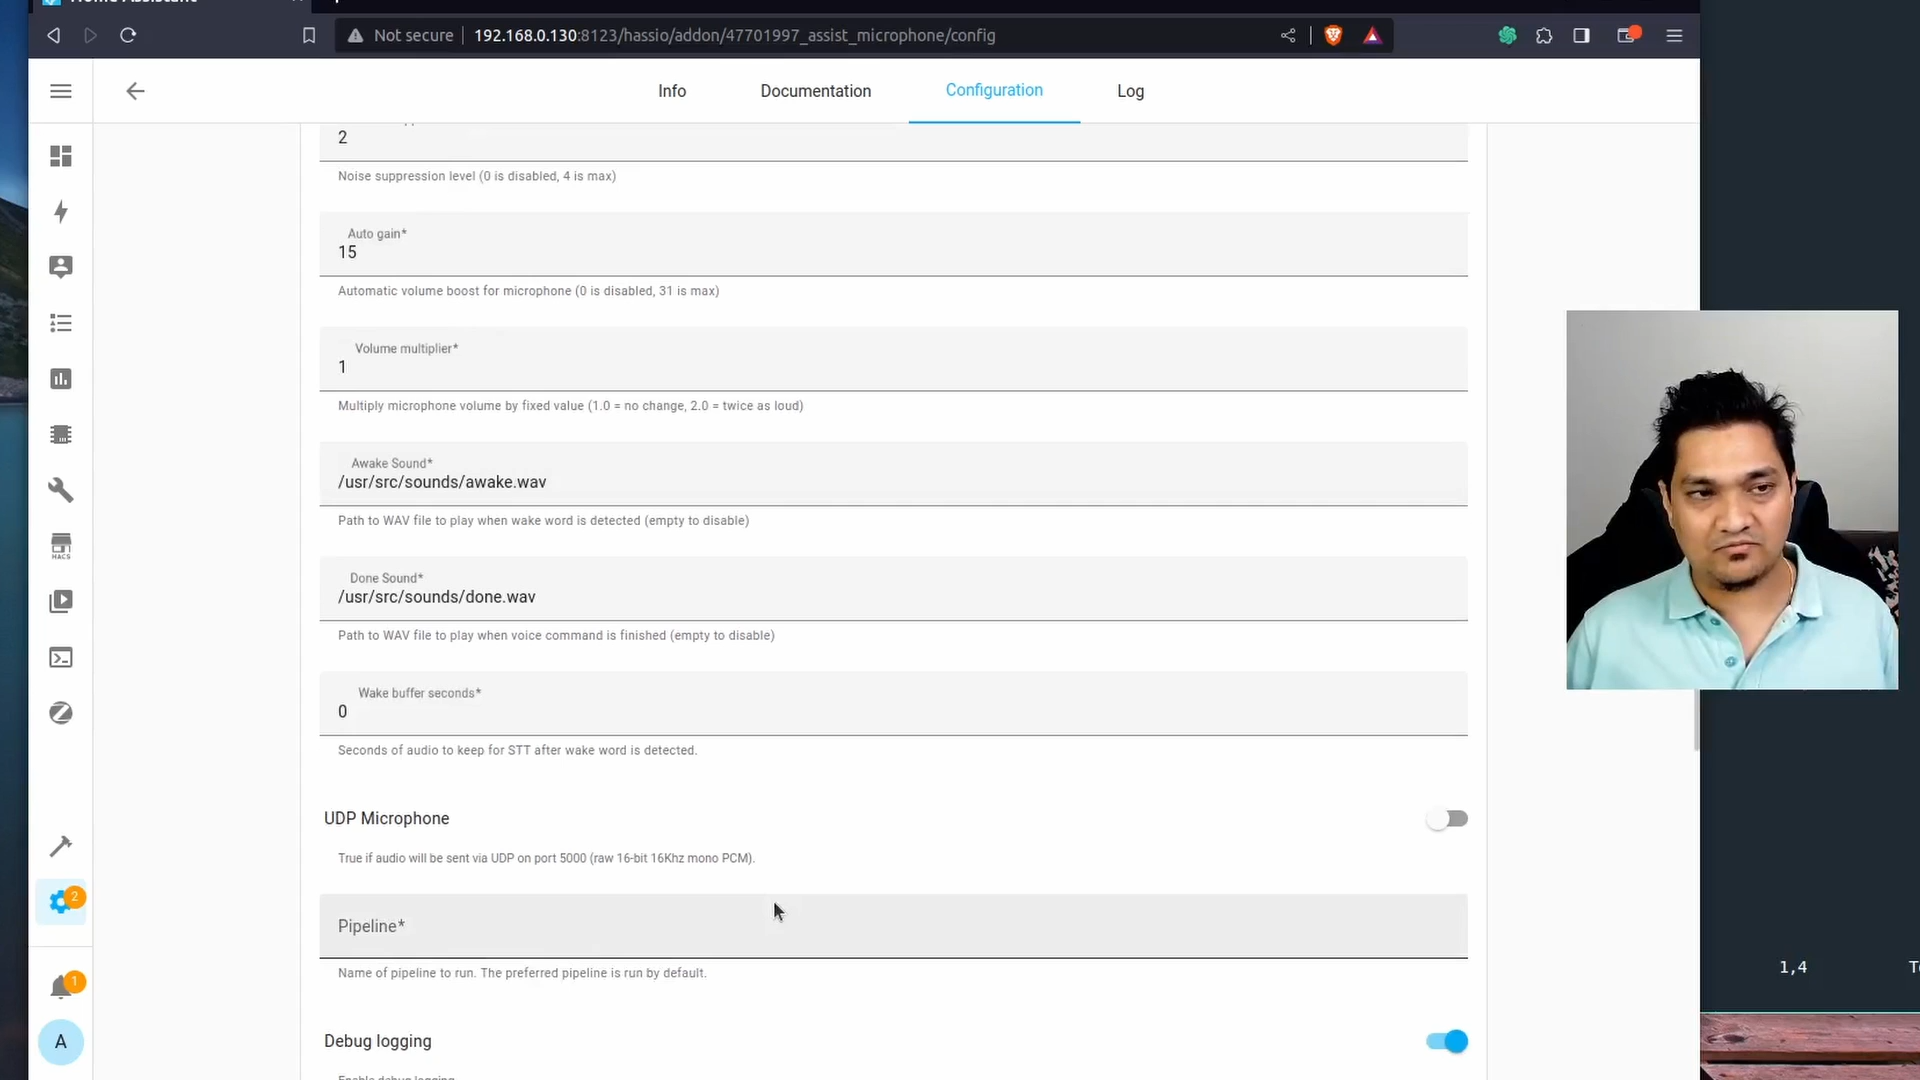 Not secure
192.168.0.130:8123/hassio/addon/47701997_assist_microphone/config
Info
Documentation
Configuration
Log
2
Noise suppression level (0 is disabled, 4 is max)
Auto gain*
15
Automatic volume boost for microphone (0 is disabled, 31 is max)
Volume multiplier*
1
Multiply microphone volume by fixed value (1.0 = no change, 2.0 = twice as loud)
Awake Sound*
/usr/src/sounds/awake.wav
Path to WAV file to play when wake word is detected (empty to disable)
Done Sound*
/usr/src/sounds/done.wav
Path to WAV file to play when voice command is finished (empty to disable)
HACS
Wake buffer seconds*
0
Seconds of audio to keep for STT after wake word is detected.
UDP Microphone
True if audio will be sent via UDP on port 5000 (raw 16-bit 16Khz mono PCM).
2
Pipeline*
Name of pipeline to run. The preferred pipeline is run by default.
1
1,4
Debug logging
A
Enable debug logging